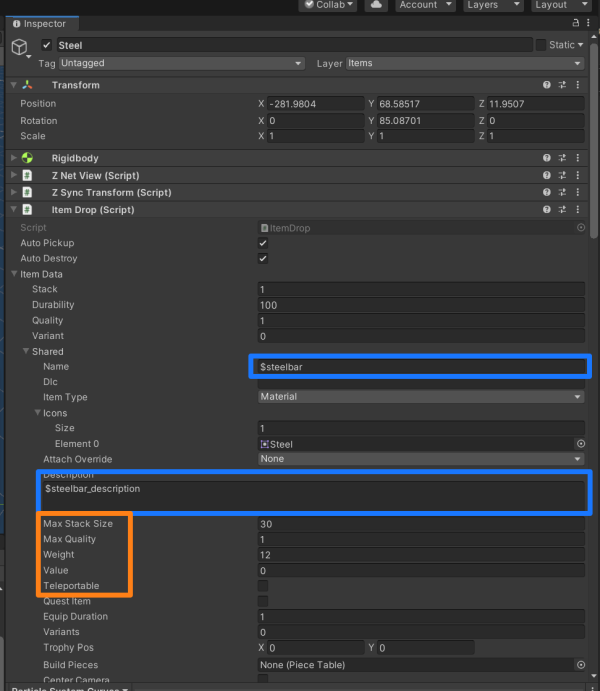 Collab Account Layers Layout
Inspector
Steel Static
Tag Untagged Layer Items
Transform
Position X -281.9804 Y 68.58517 Z 11.9507
Rotation X 0 Y 85.08701 Z 0
Scale X 1 Y 1 Z 1
Rigidbody
Z Net View (Script)
Z Sync Transform (Script)
Item Drop (Script)
Script ItemDrop
Auto Pickup
Auto Destroy
Item Data
Stack 1
Durability 100
Quality 1
Variant 0
Shared
Name $steelbar
Dlc
Item Type Material
Icons
Size 1
Element 0 Steel
Attach Override None
Description
$steelbar_description
Max Stack Size 30
Max Quality 1
Weight 12
Value 0
Teleportable
Quest Item
Equip Duration 1
Variants 0
Trophy Pos X 0 Y 0
Build Pieces None (Piece Table)
Center Camera
Particle System Curves